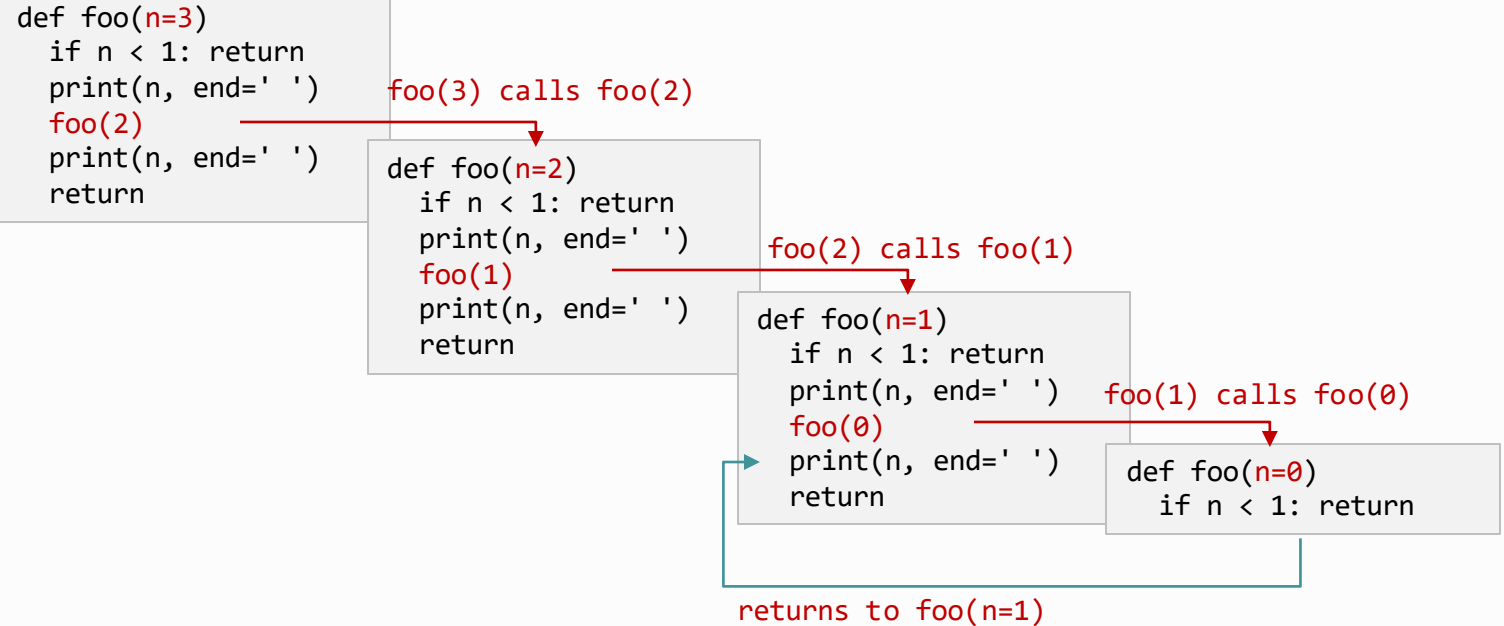 def foo(n=3)
  if n < 1: return
  print(n, end=' ')
  foo(2)
  print(n, end=' ')
  return
foo(3) calls foo(2)
def foo(n=2)
  if n < 1: return
  print(n, end=' ')
  foo(1)
  print(n, end=' ')
  return
foo(2) calls foo(1)
def foo(n=1)
  if n < 1: return
  print(n, end=' ')
  foo(0)
  print(n, end=' ')
  return
foo(1) calls foo(0)
def foo(n=0)
  if n < 1: return
returns to foo(n=1)